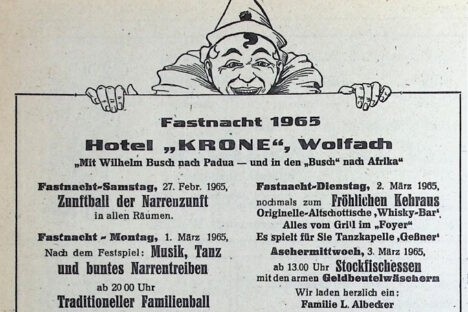 Fastnacht 1965
Hotel „KRONE“, Wolfach
„Mit Wilhelm Busch nach Padua — und in den „Busch“ nach Afrika“
Fastnacht-Samstag, 27. Febr. 1965,
Zunftball der Narrenzunft
in allen Räumen.
Fastnacht - Montag, 1. März 1965,
Nach dem Festspiel: Musik, Tanz
und buntes Narrentreiben
ab 20 00 Uhr
Traditioneller Familienball
Fastnacht-Dienstag, 2. März 1965,
nochmals zum Fröhlichen Kehraus
Originelle-Altschottische ‚Whisky-Bar‘
Alles vom Grill im „Foyer“
Es spielt für Sie Tanzkapelle ‚Geßner‘
Aschermittwoch, 3. März 1965,
ab 13.00 Uhr Stockfischessen
mit den armen Geldbeutelwäschern
Wir laden herzlich ein:
Familie L. Albecker